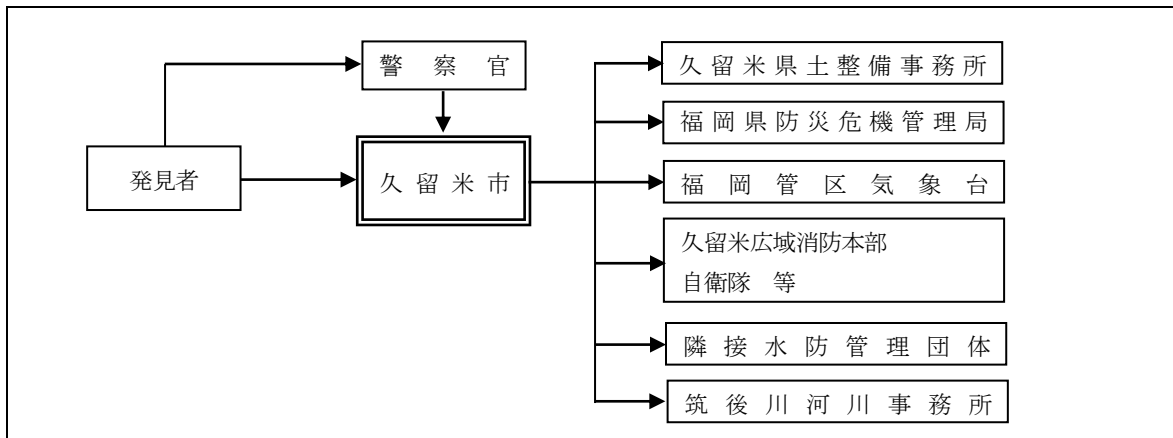 警察官
発見者
久留米市
久留米県土整備事務所
福岡県防災危機管理局
福岡管区気象台
久留米広域消防本部
自衛隊 等
隣接水防管理団体
筑後川河川事務所